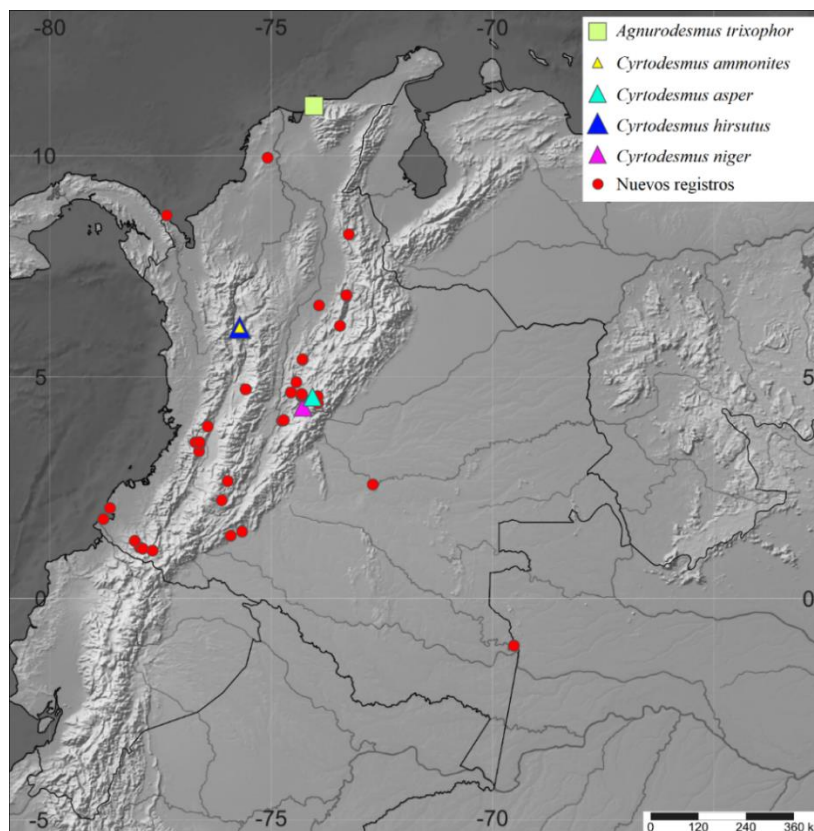 -80
-75
-70
Agnurodesmus trixophor
Cyrtodesmus ammonites
Cyrtodesmus asper
Cyrtodesmus hirsutus
Cyrtodesmus niger
Nuevos registros
10
5
5
0
0
-5
-75
-70
0 120 240 360 k